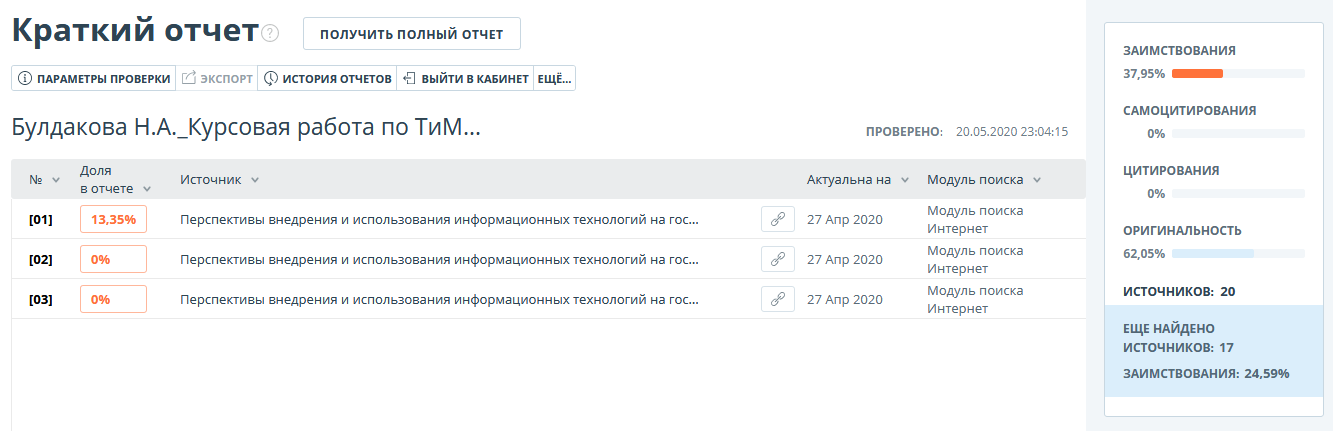 Краткий отчет ?
ПОЛУЧИТЬ ПОЛНЫЙ ОТЧЕТ
ПАРАМЕТРЫ ПРОВЕРКИ ЭКСПОРТ ИСТОРИЯ ОТЧЕТОВ ВЫЙТИ В КАБИНЕТ ЕЩЁ...
Булдакова Н.А._Курсовая работа по ТиМ...
ПРОВЕРЕНО: 20.05.2020 23:04:15
№ Доля в отчете Источник Актуальна на Модуль поиска
[01] 13,35% Перспективы внедрения и использования информационных технологий на гос... 27 Апр 2020 Модуль поиска Интернет
[02] 0% Перспективы внедрения и использования информационных технологий на гос... 27 Апр 2020 Модуль поиска Интернет
[03] 0% Перспективы внедрения и использования информационных технологий на гос... 27 Апр 2020 Модуль поиска Интернет
ЗАИМСТВОВАНИЯ
37,95%
САМОЦИТИРОВАНИЯ
0%
ЦИТИРОВАНИЯ
0%
ОРИГИНАЛЬНОСТЬ
62,05%
ИСТОЧНИКОВ: 20
ЕЩЕ НАЙДЕНО
ИСТОЧНИКОВ: 17
ЗАИМСТВОВАНИЯ: 24,59%